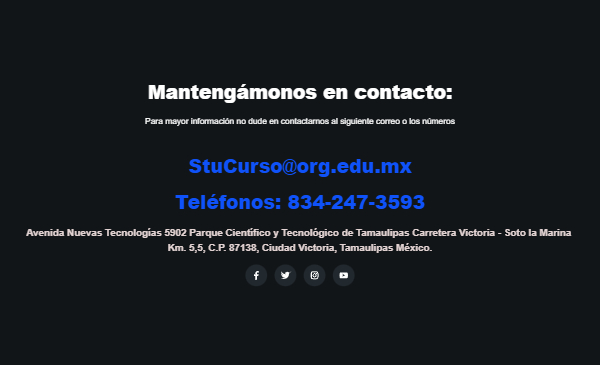 Mantengámonos en contacto:
Para mayor información no dude en contactarnos al siguiente correo o los números
StuCurso@org.edu.mx
Teléfonos: 834-247-3593
Avenida Nuevas Tecnologías 5902 Parque Científico y Tecnológico de Tamaulipas Carretera Victoria - Soto la Marina
Km. 5,5, C.P. 87138, Ciudad Victoria, Tamaulipas México.